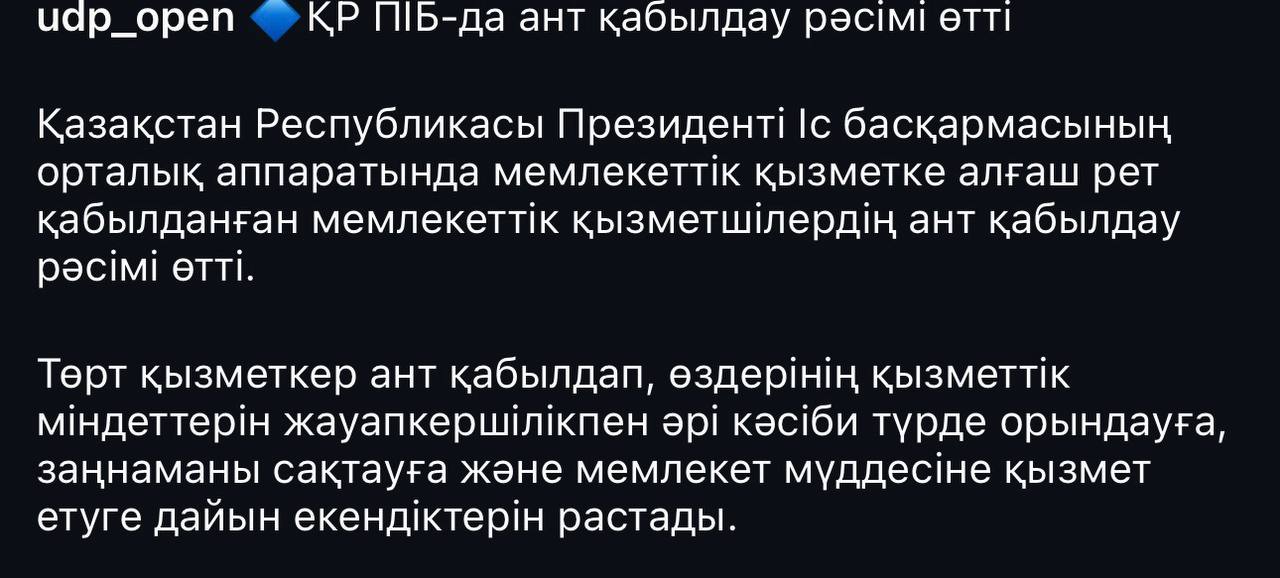 udp_open 🔷ҚР ПІБ-да ант қабылдау рәсімі өтті
Қазақстан Республикасы Президенті Іс басқармасының
орталық аппаратында мемлекеттік қызметке алғаш рет
қабылданған мемлекеттік қызметшілердің ант қабылдау
рәсімі өтті.
Төрт қызметкер ант қабылдап, өздерінің қызметтік
міндеттерін жауапкершілікпен әрі кәсіби түрде орындауға,
заңнаманы сақтауға және мемлекет мүддесіне қызмет
етуге дайын екендіктерін растады.